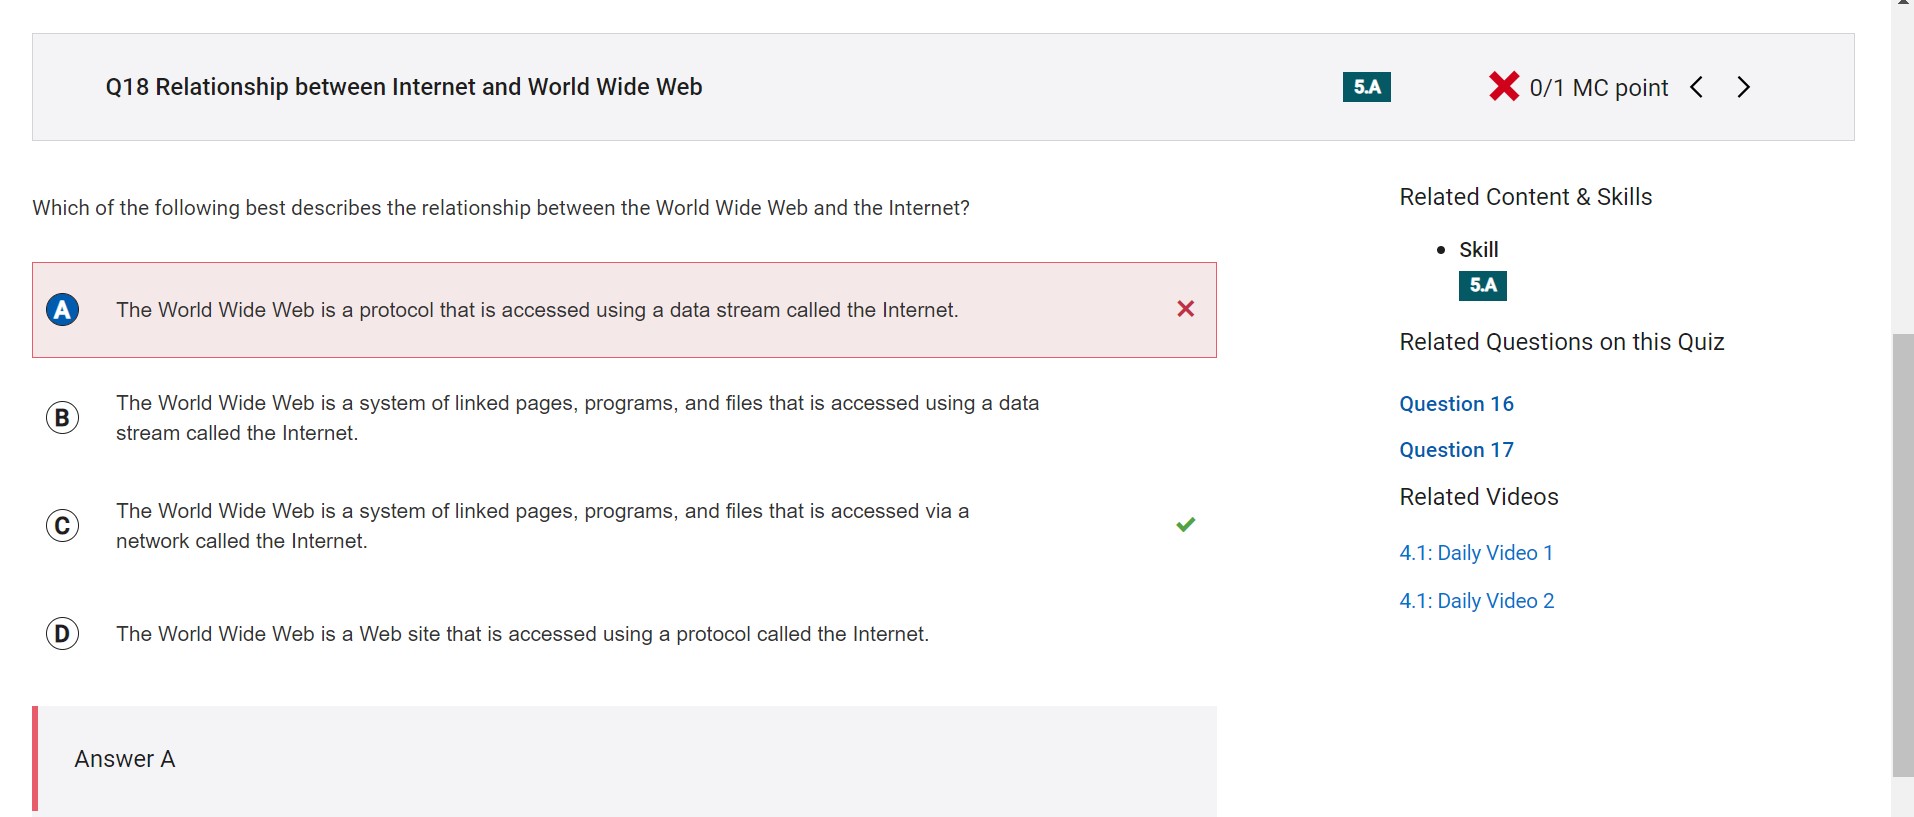 Q18 Relationship between Internet and World Wide Web
5.A
0/1 MC point
Which of the following best describes the relationship between the World Wide Web and the Internet?
A
The World Wide Web is a protocol that is accessed using a data stream called the Internet.
B
The World Wide Web is a system of linked pages, programs, and files that is accessed using a data
stream called the Internet.
C
The World Wide Web is a system of linked pages, programs, and files that is accessed via a
network called the Internet.
D
The World Wide Web is a Web site that is accessed using a protocol called the Internet.
Answer A
Related Content & Skills
Skill
5.A
Related Questions on this Quiz
Question 16
Question 17
Related Videos
4.1: Daily Video 1
4.1: Daily Video 2